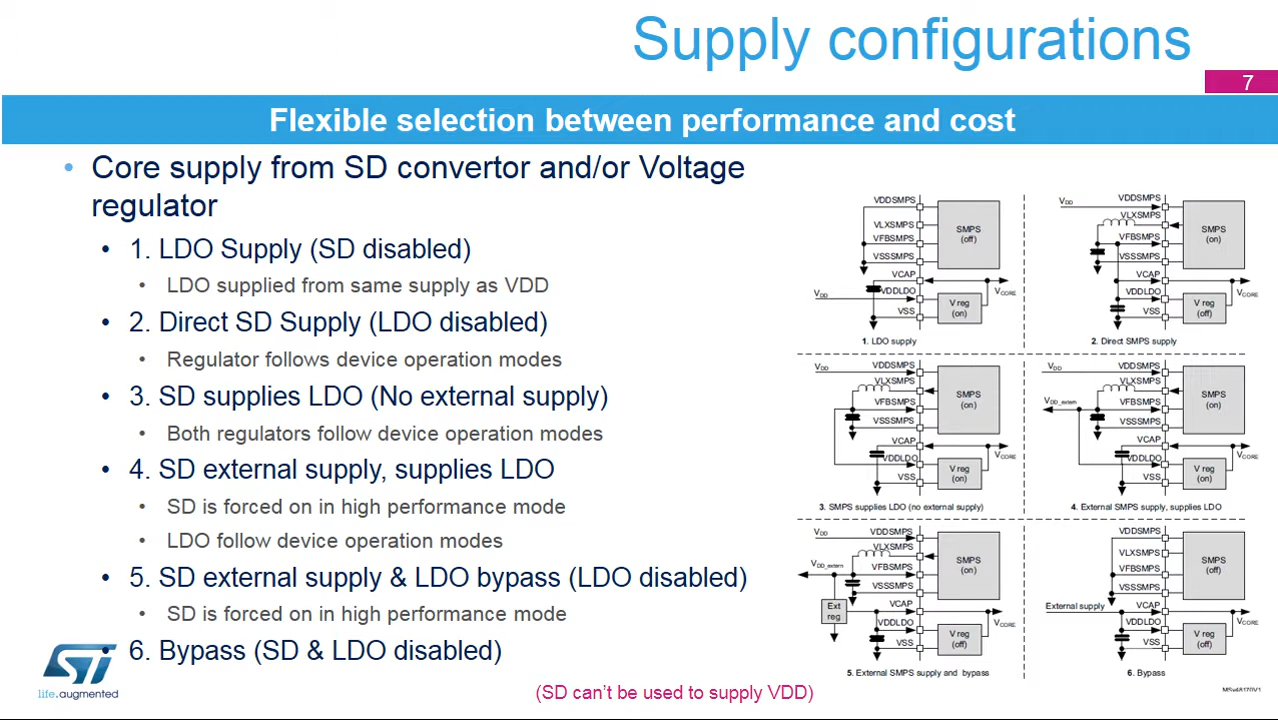 Supply configurations
7
Flexible selection between performance and cost
• Core supply from SD convertor and/or Voltage
regulator
• 1. LDO Supply (SD disabled)
• LDO supplied from same supply as VDD
• 2. Direct SD Supply (LDO disabled)
• Regulator follows device operation modes
• 3. SD supplies LDO (No external supply)
• Both regulators follow device operation modes
• 4. SD external supply, supplies LDO
• SD is forced on in high performance mode
• LDO follow device operation modes
• 5. SD external supply & LDO bypass (LDO disabled)
• SD is forced on in high performance mode
• 6. Bypass (SD & LDO disabled)
VDDSMPS
VLXSMPS
VFBSMPS
VSSSMPS
SMPS
(off)
VCAP
VDDLDO
VSS
VDD
V reg
(on)
VCORE
1. LDO supply
VDD
VDDSMPS
VLXSMPS
VFBSMPS
VSSSMPS
SMPS
(on)
VCAP
VDDLDO
VSS
V reg
(off)
VCORE
2. Direct SMPS supply
VDD
VDDSMPS
VLXSMPS
VFBSMPS
VSSSMPS
SMPS
(on)
VCAP
VDDLDO
VSS
V reg
(on)
VCORE
3. SMPS supplies LDO (no external supply)
VDD
VDD_extern
VDDSMPS
VLXSMPS
VFBSMPS
VSSSMPS
SMPS
(on)
VCAP
VDDLDO
VSS
V reg
(on)
VCORE
4. External SMPS supply, supplies LDO
VDD
VDD_extern
VDDSMPS
VLXSMPS
VFBSMPS
VSSSMPS
SMPS
(on)
Ext
reg
VCAP
VDDLDO
VSS
V reg
(off)
VCORE
5. External SMPS supply and bypass
VDDSMPS
VLXSMPS
VFBSMPS
VSSSMPS
SMPS
(off)
External supply
VCAP
VDDLDO
VSS
V reg
(off)
VCORE
6. Bypass
MSv48170V1
ST
life.augmented
(SD can't be used to supply VDD)